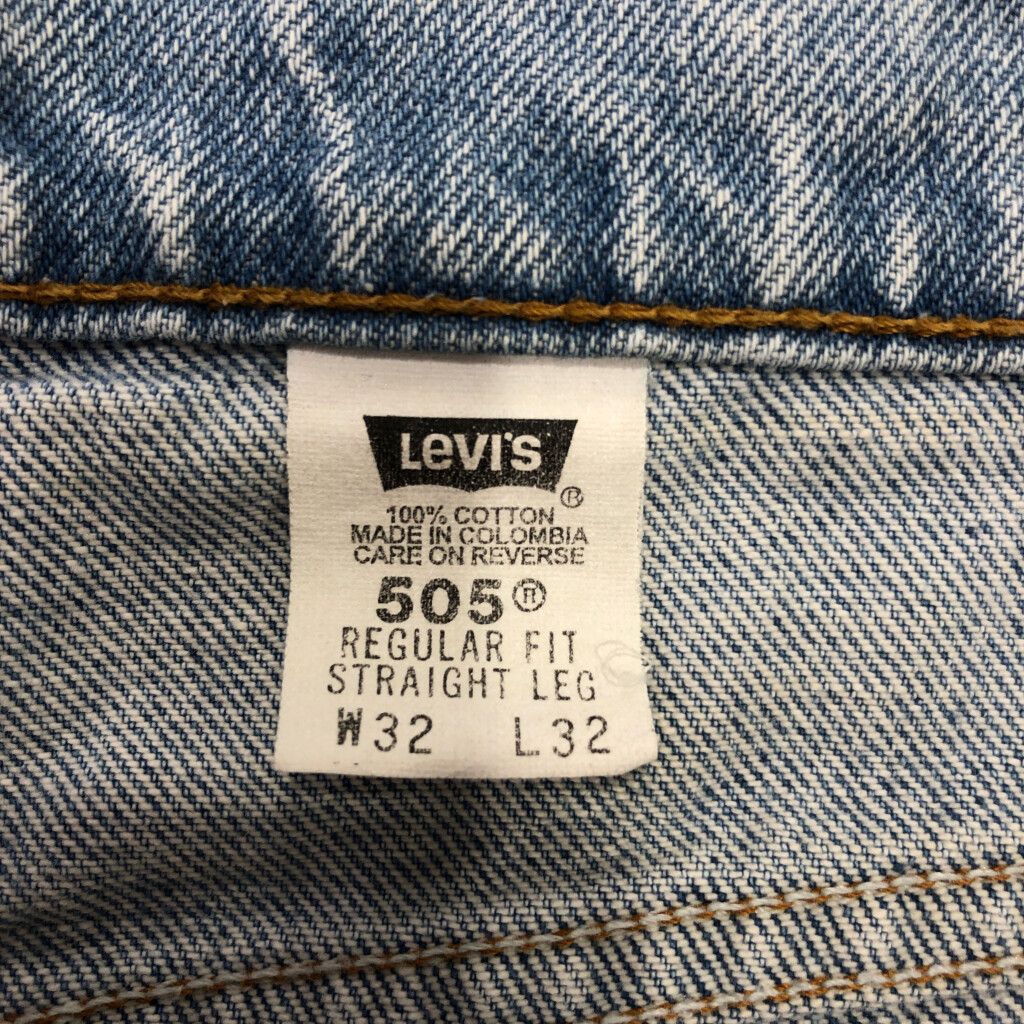 Levi's®
100% COTTON
MADE IN COLOMBIA
CARE ON REVERSE
505®
REGULAR FIT
STRAIGHT LEG
W32 L32